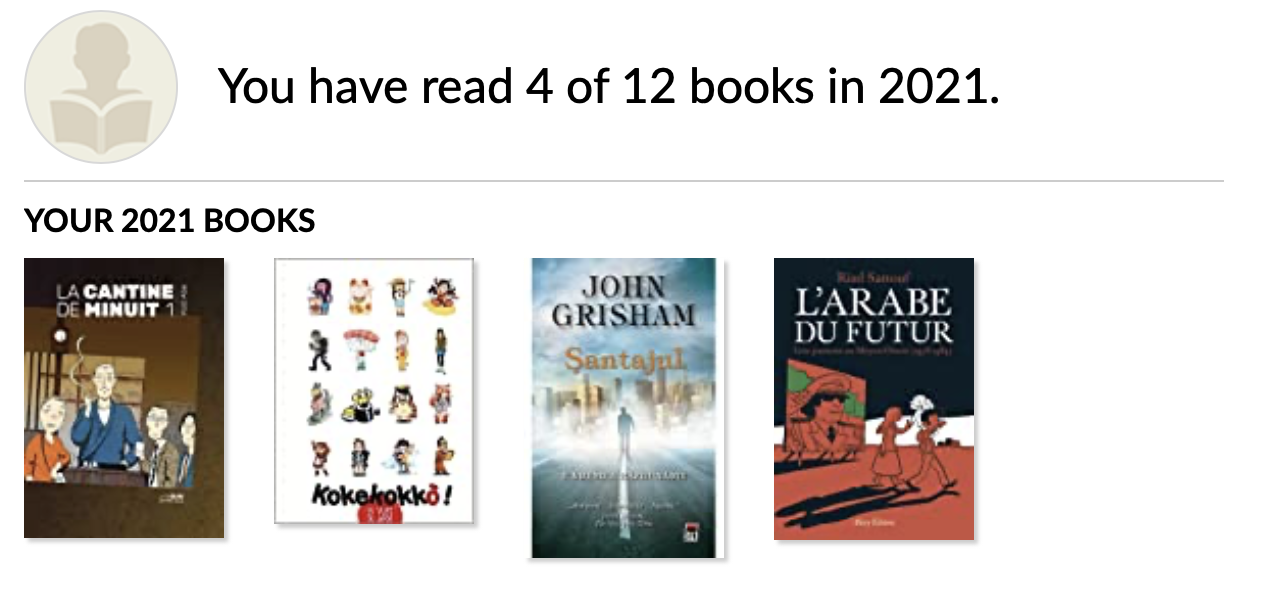 You have read 4 of 12 books in 2021.
YOUR 2021 BOOKS
LA CANTINE
DE MINUIT 1
kokekokkô!
JOHN
GRISHAM
Santajul
Riad Sattouf
L'ARABE
DU FUTUR